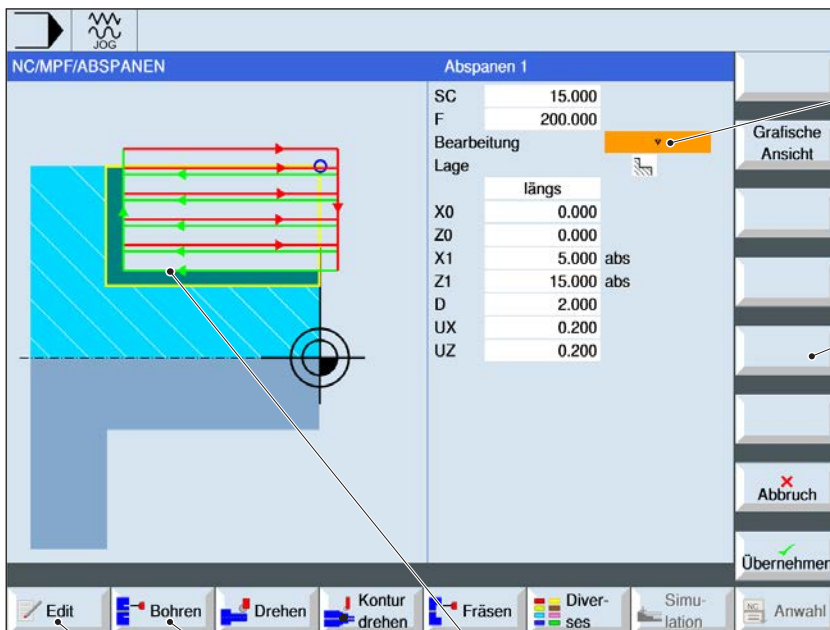 JOG
NC/MPF/ABSPANEN
Abspanen 1
SC 15.000
F 200.000
Bearbeitung
Lage
längs
X0 0.000
Z0 0.000
X1 5.000 abs
Z1 15.000 abs
D 2.000
UX 0.200
UZ 0.200
Grafische
Ansicht
Abbruch
Übernehmen
Edit
Bohren
Drehen
Kontur
drehen
Fräsen
Diver-
ses
Simu-
lation
NC
Anwahl